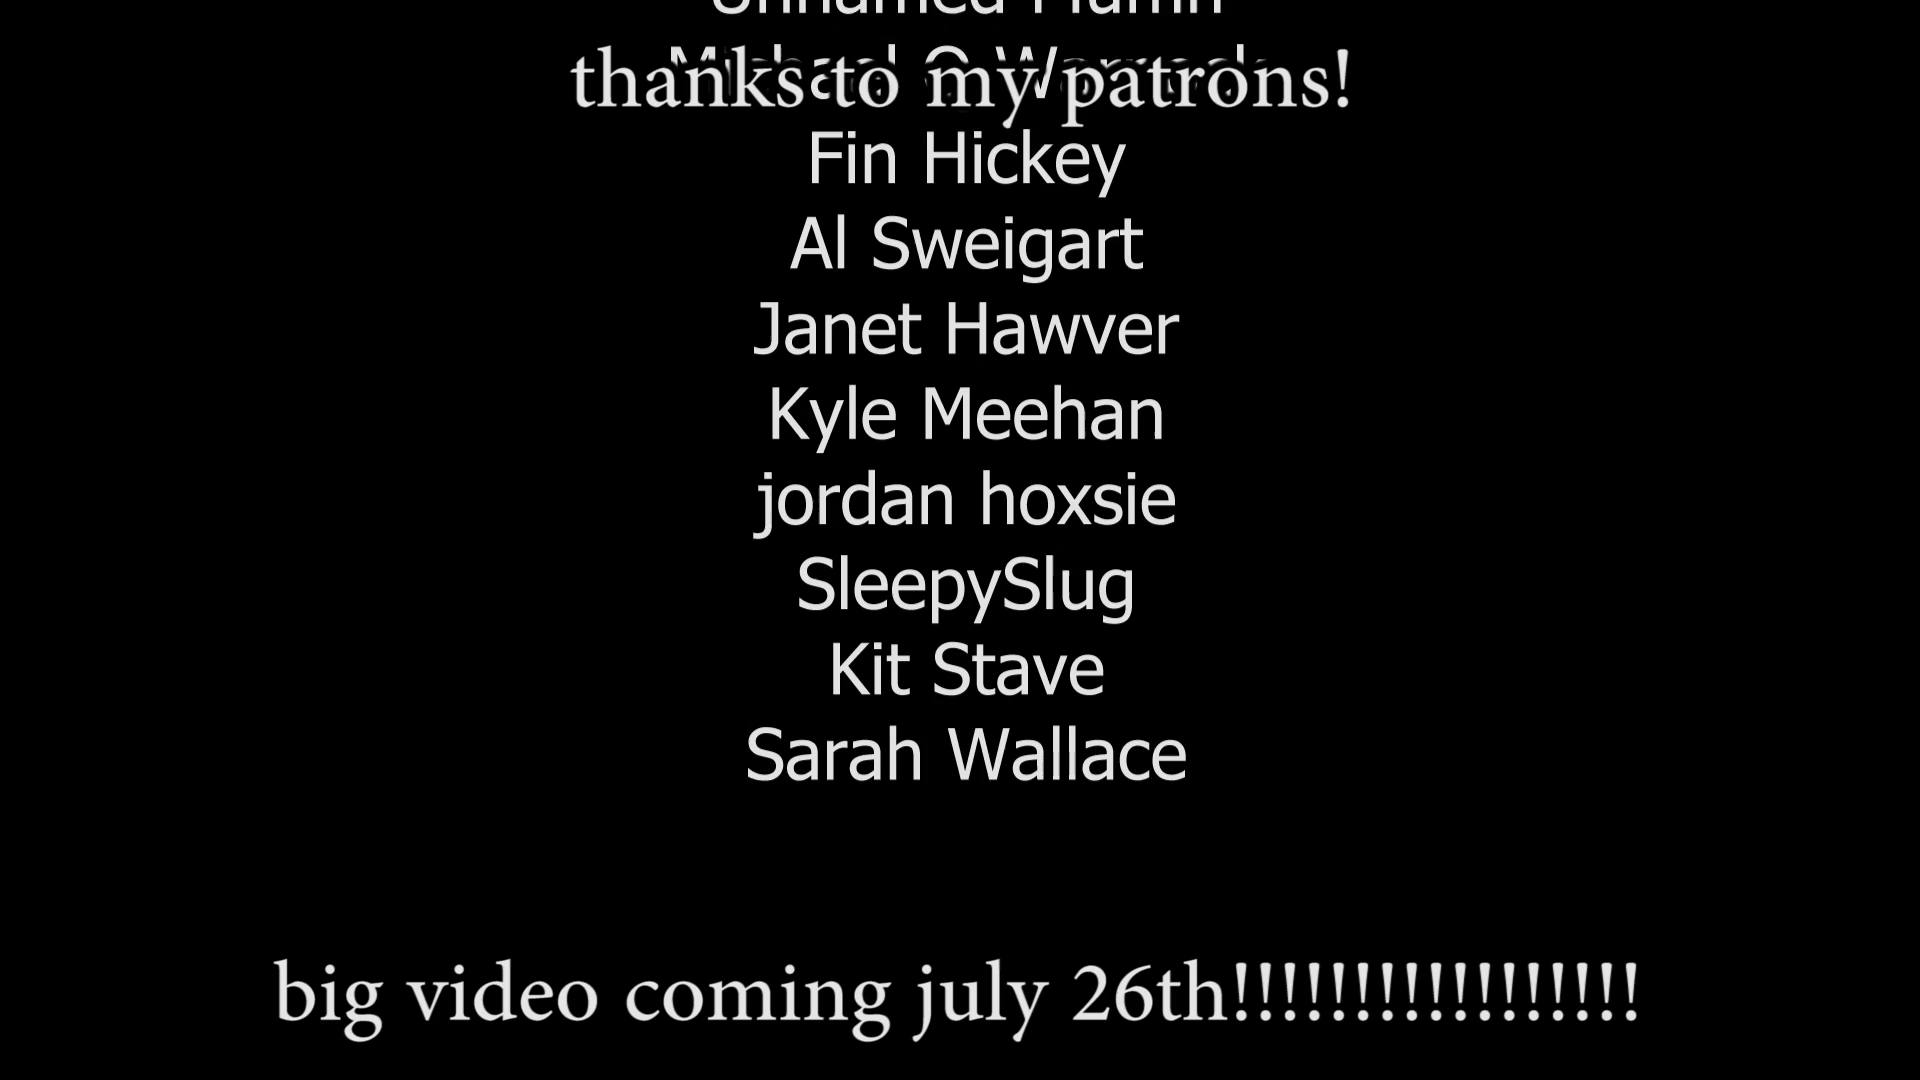 Unnamed
thanks to my patrons!
Fin Hickey
Al Sweigart
Janet Hawver
Kyle Meehan
jordan hoxsie
SleepySlug
Kit Stave
Sarah Wallace
big video coming july 26th!!!!!!!!!!!!!!!!!